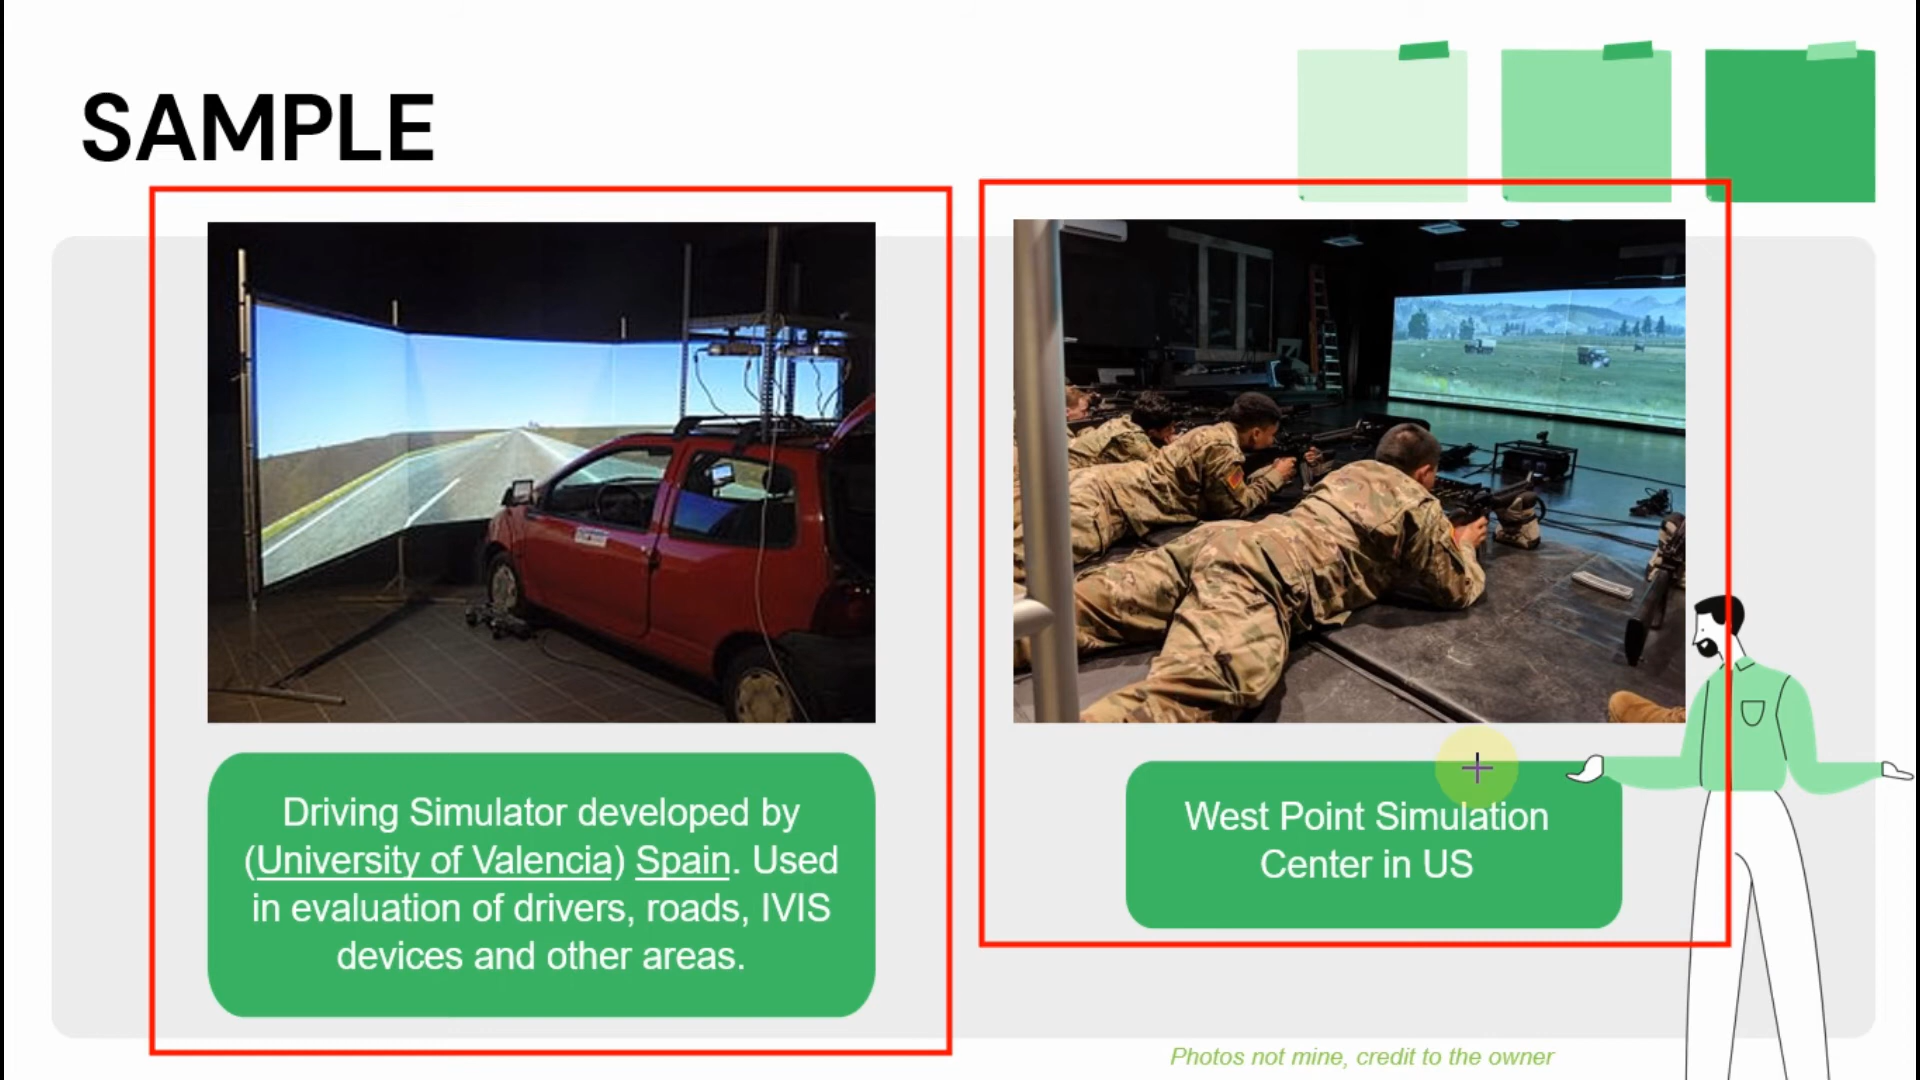 SAMPLE
Driving Simulator developed by
(University of Valencia) Spain. Used
in evaluation of drivers, roads, IVIS
devices and other areas.
West Point Simulation
Center in US
Photos not mine, credit to the owner